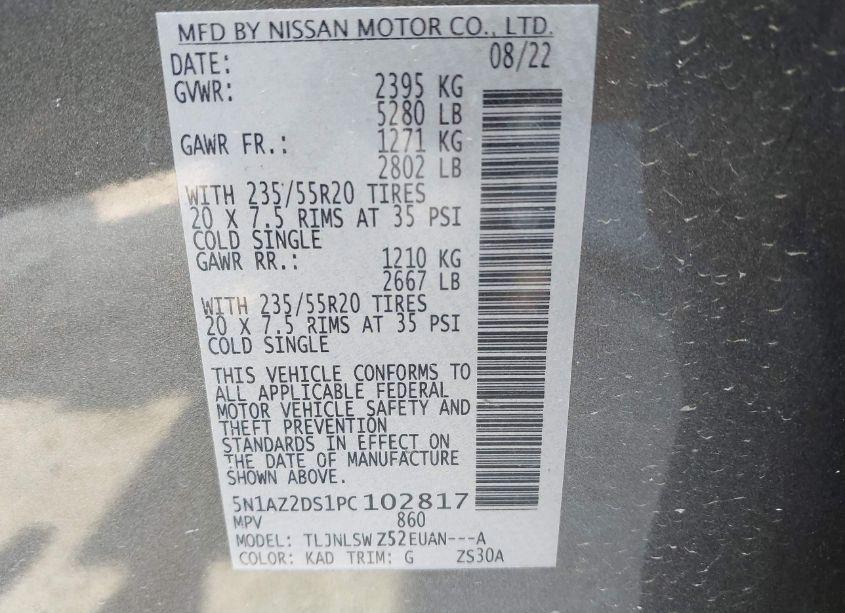 MFD BY NISSAN MOTOR CO., LTD.
DATE: 08/22
GVWR: 2395 KG
5280 LB
GAWR FR.: 1271 KG
2802 LB
WITH 235/55R20 TIRES
20 X 7.5 RIMS AT 35 PSI
COLD SINGLE
GAWR RR.: 1210 KG
2667 LB
WITH 235/55R20 TIRES
20 X 7.5 RIMS AT 35 PSI
COLD SINGLE
THIS VEHICLE CONFORMS TO
ALL APPLICABLE FEDERAL
MOTOR VEHICLE SAFETY AND
THEFT PREVENTION
STANDARDS IN EFFECT ON
THE DATE OF MANUFACTURE
SHOWN ABOVE.
5N1AZ2DS1PC102817
MPV 860
MODEL: TLJNLSW Z52EUAN---A
COLOR: KAD TRIM: G ZS30A